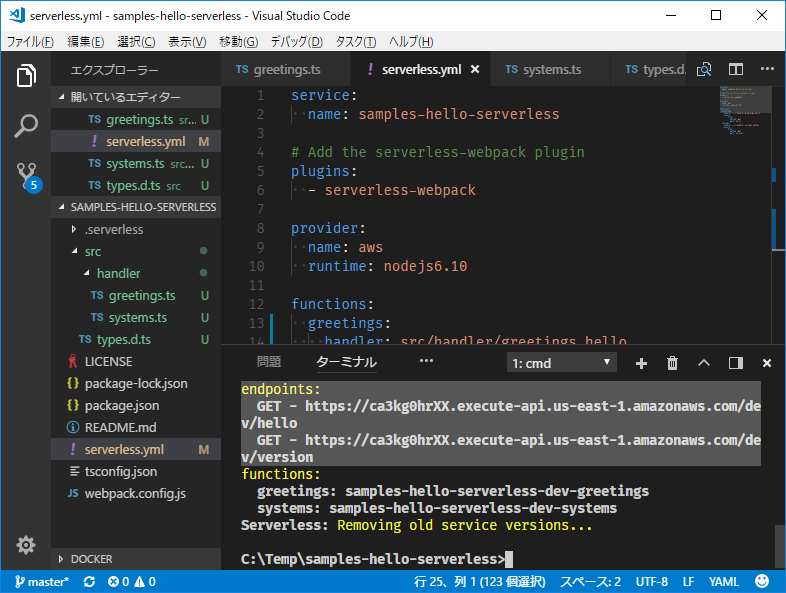 serverless.yml - samples-hello-serverless - Visual Studio Code
ファイル(F) 編集(E) 選択(C) 表示(V) 移動(G) デバッグ(D) タスク(T) ヘルプ(H)
エクスプローラー
開いているエディター
TS greetings.ts sr... U
! serverless.yml M
TS systems.ts src... U
TS types.d.ts src U
SAMPLES-HELLO-SERVERLESS
.serverless
src
handler
TS greetings.ts U
TS systems.ts U
TS types.d.ts U
LICENSE
{} package-lock.json
{} package.json
README.md
! serverless.yml M
tsconfig.json
JS webpack.config.js
DOCKER
5
TS greetings.ts ! serverless.yml × TS systems.ts TS types.d.
1 service:
2 name: samples-hello-serverless
3
4 # Add the serverless-webpack plugin
5 plugins:
6 - serverless-webpack
7
8 provider:
9 name: aws
10 runtime: nodejs6.10
11
12 functions:
13 greetings:
14 handler: src/handler/greetings.hello
問題 ターミナル ... 1: cmd
endpoints:
GET - https://ca3kg0hrXX.execute-api.us-east-1.amazonaws.com/de
v/hello
GET - https://ca3kg0hrXX.execute-api.us-east-1.amazonaws.com/de
v/version
functions:
greetings: samples-hello-serverless-dev-greetings
systems: samples-hello-serverless-dev-systems
Serverless: Removing old service versions...
C:\Temp\samples-hello-serverless>
master* 0 0 行 25、列 1 (123 個選択) スペース: 2 UTF-8 LF YAML